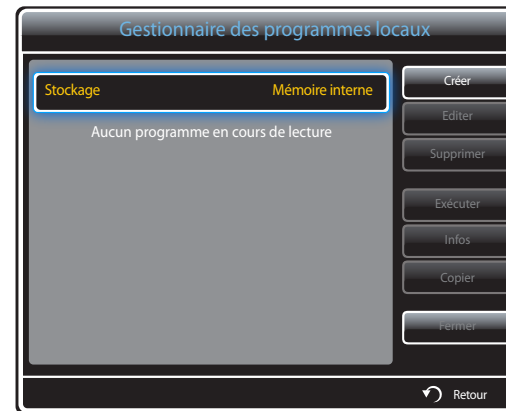 Gestionnaire des programmes locaux
Stockage Mémoire interne
Aucun programme en cours de lecture
Créer
Editer
Supprimer
Exécuter
Infos
Copier
Fermer
Retour